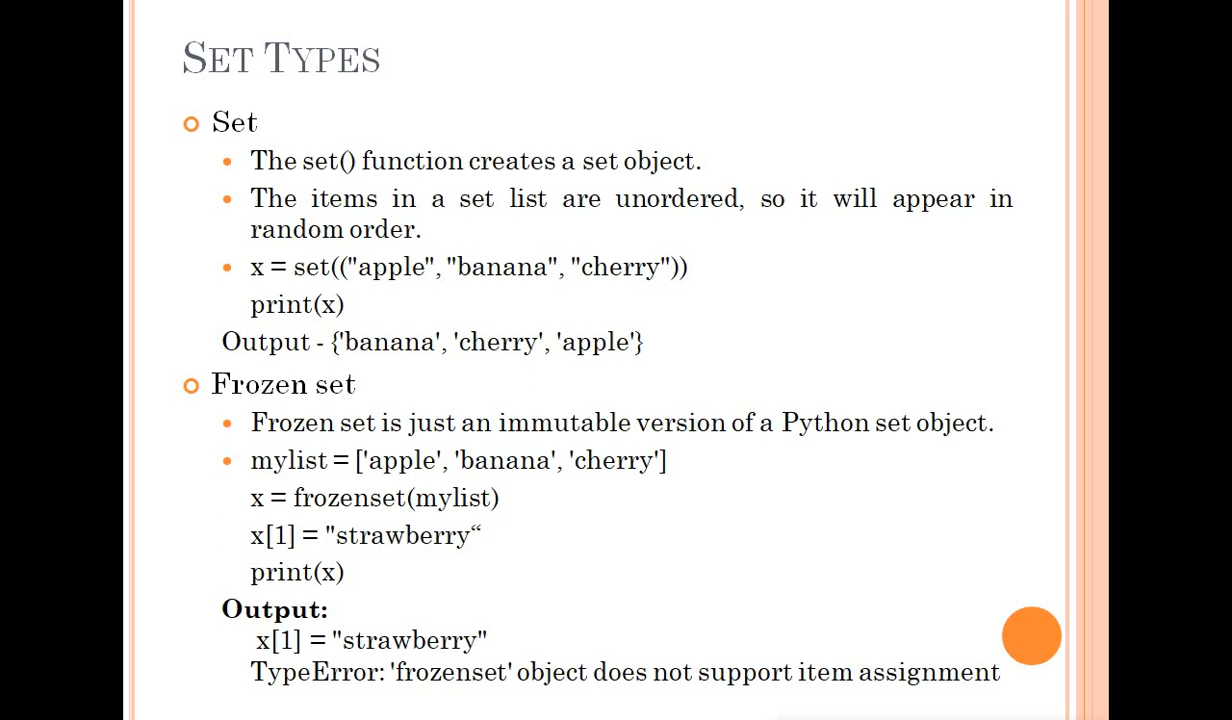 SET TYPES
Set
The set() function creates a set object.
The items in a set list are unordered, so it will appear in
random order.
x = set(("apple", "banana", "cherry"))
print(x)
Output - {'banana', 'cherry', 'apple'}
Frozen set
Frozen set is just an immutable version of a Python set object.
mylist = ['apple', 'banana', 'cherry']
x = frozenset(mylist)
x[1] = "strawberry“
print(x)
Output:
x[1] = "strawberry"
TypeError: 'frozenset' object does not support item assignment